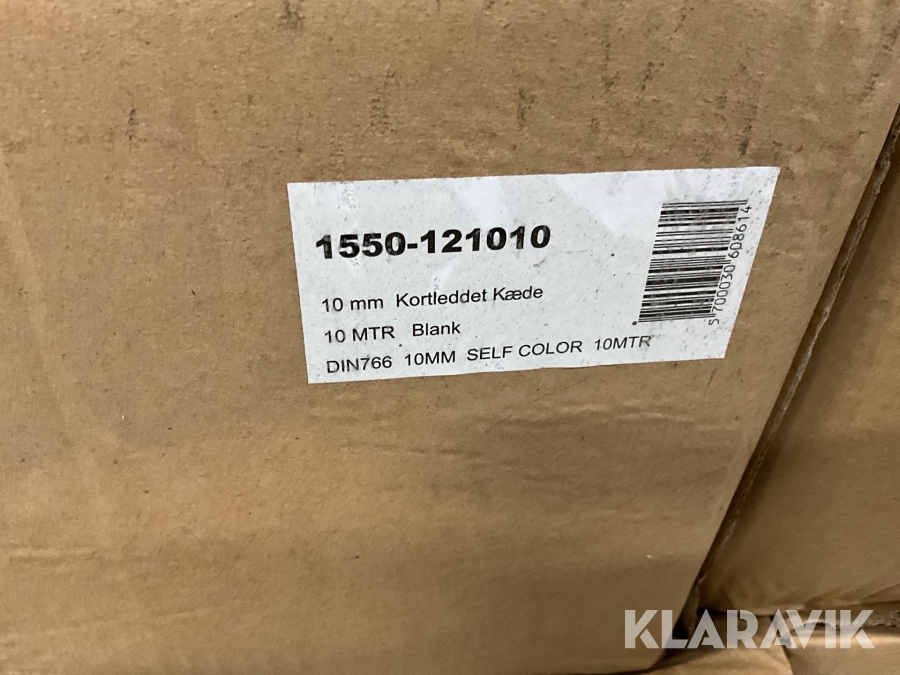 1550-121010
10 mm Kortleddet Kæde
10 MTR Blank
DIN766 10MM SELF COLOR 10MTR
5700030608614
KLARAVIK